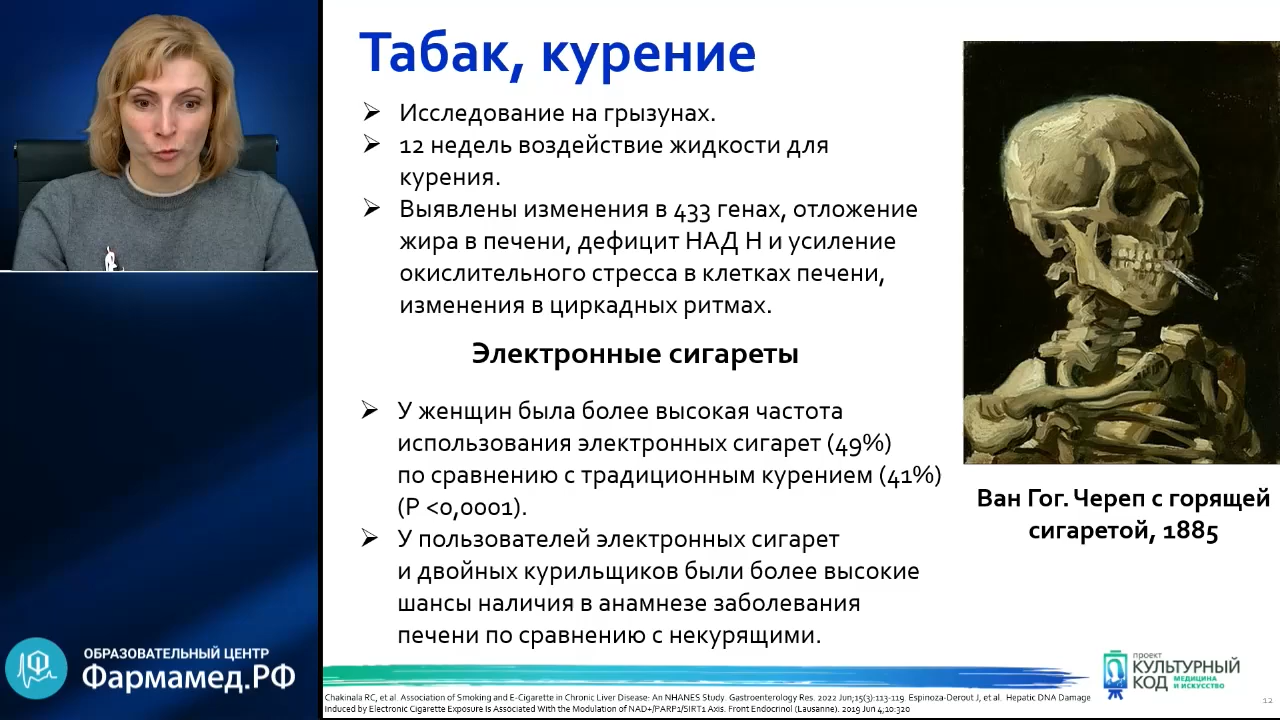 Табак, курение
Исследование на грызунах.
12 недель воздействие жидкости для
курения.
Выявлены изменения в 433 генах, отложение
жира в печени, дефицит НАД Н и усиление
окислительного стресса в клетках печени,
изменения в циркадных ритмах.
Электронные сигареты
У женщин была более высокая частота
использования электронных сигарет (49%)
по сравнению с традиционным курением (41%)
(P <0,0001).
У пользователей электронных сигарет
и двойных курильщиков были более высокие
шансы наличия в анамнезе заболевания
печени по сравнению с некурящими.
Ван Гог. Череп с горящей
сигаретой, 1885
ОБРАЗОВАТЕЛЬНЫЙ ЦЕНТР
Фармамед.РФ
проект
КУЛЬТУРНЫЙ
КОД МЕДИЦИНА
И ИСКУССТВО
Chakinala RC, et al. Association of Smoking and E-Cigarette in Chronic Liver Disease: An NHANES Study. Gastroenterology Res. 2022 Jun;15(3):113-119. Espinoza-Derout J, et al. Hepatic DNA Damage
Induced by Electronic Cigarette Exposure Is Associated With the Modulation of NAD+/PARP1/SIRT1 Axis. Front Endocrinol (Lausanne). 2019 Jun 4;10:320
12